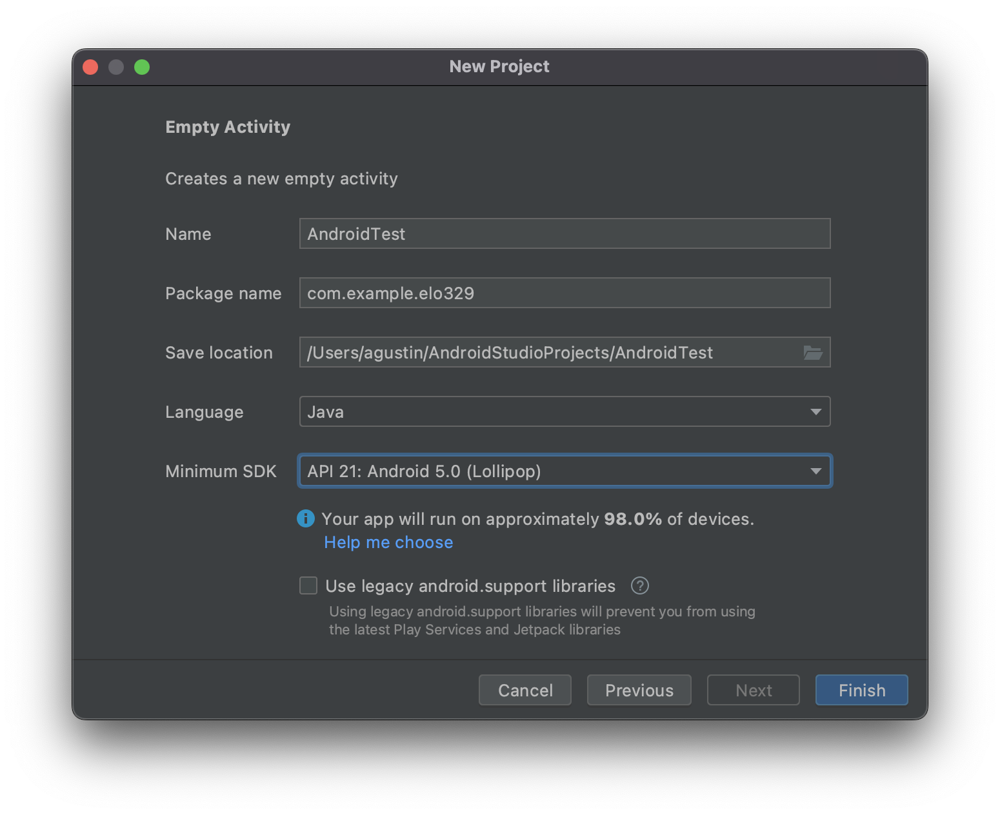 New Project
Empty Activity
Creates a new empty activity
Name AndroidTest
Package name com.example.elo329
Save location /Users/agustin/AndroidStudioProjects/AndroidTest
Language Java
Minimum SDK API 21: Android 5.0 (Lollipop)
i Your app will run on approximately 98.0% of devices.
Help me choose
Use legacy android.support libraries ?
Using legacy android.support libraries will prevent you from using
the latest Play Services and Jetpack libraries
Cancel Previous Next Finish